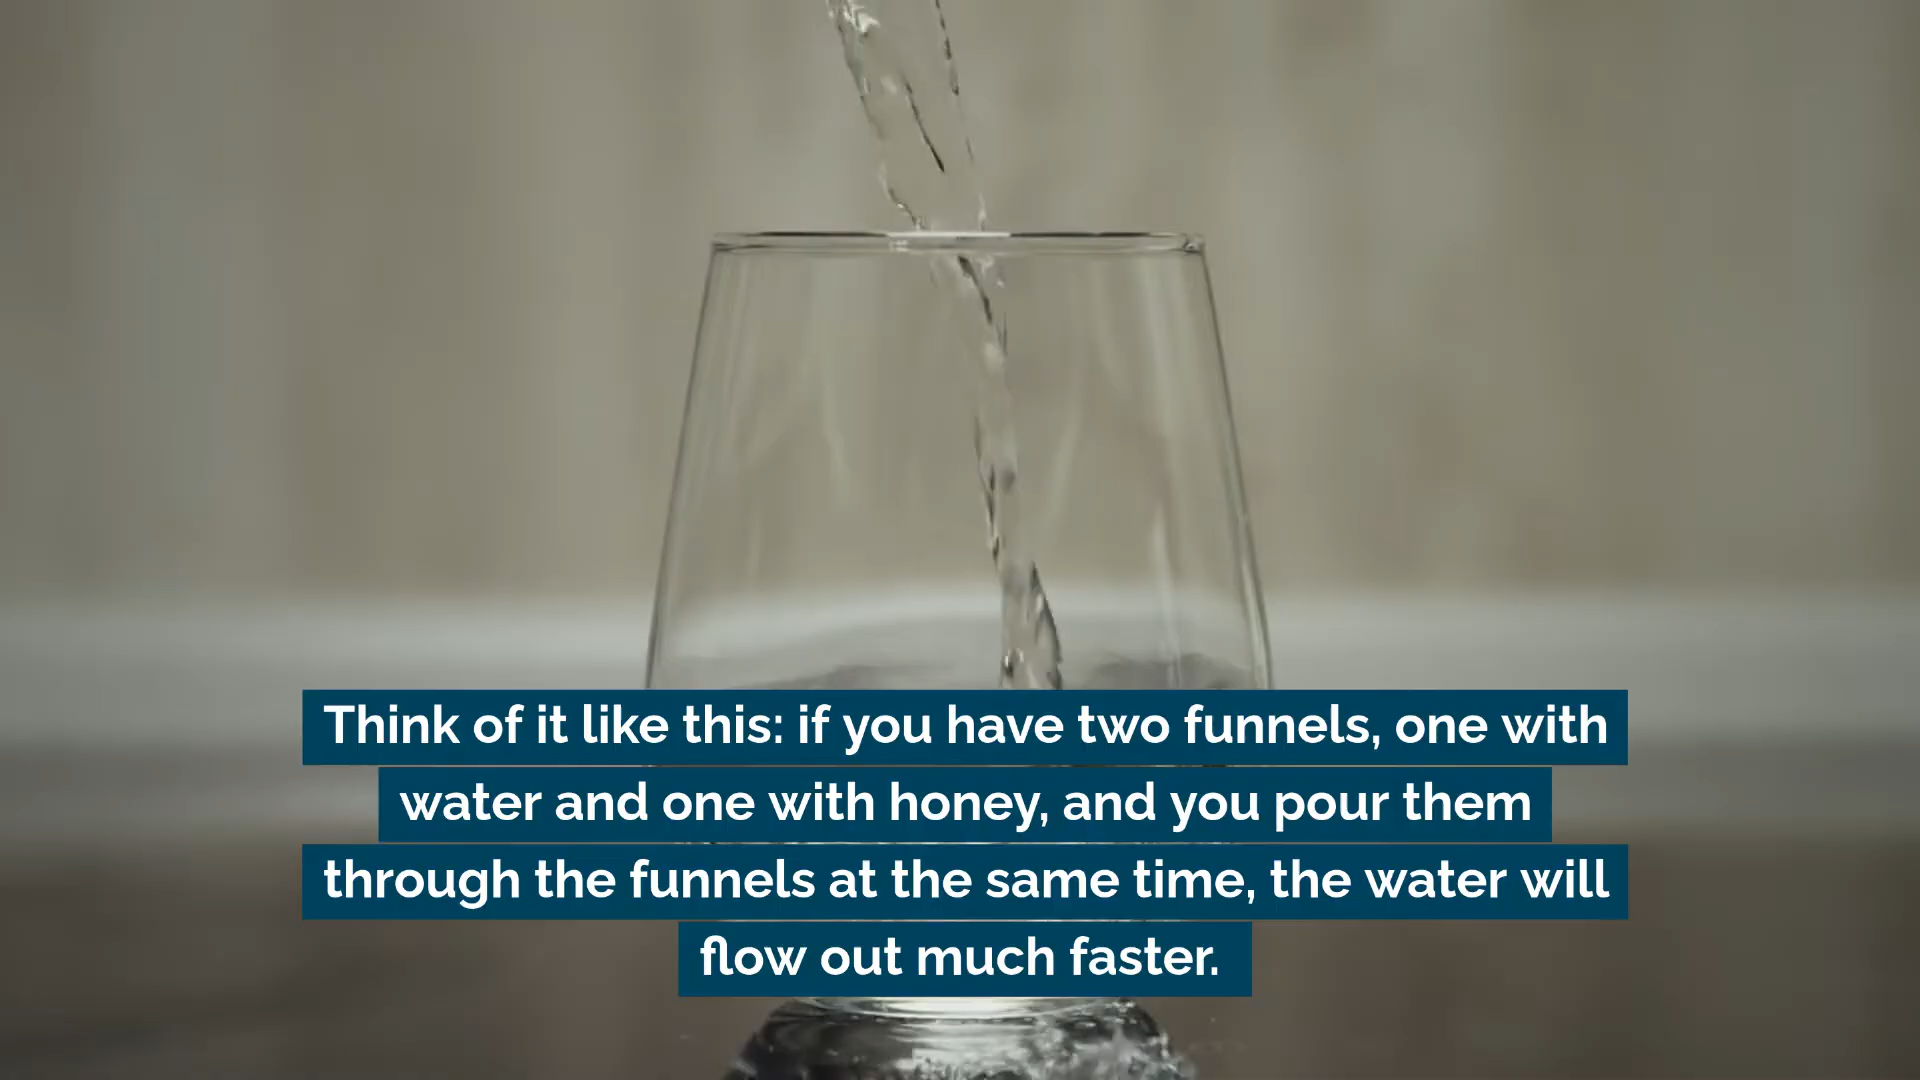 Think of it like this: if you have two funnels, one with
water and one with honey, and you pour them
through the funnels at the same time, the water will
flow out much faster.